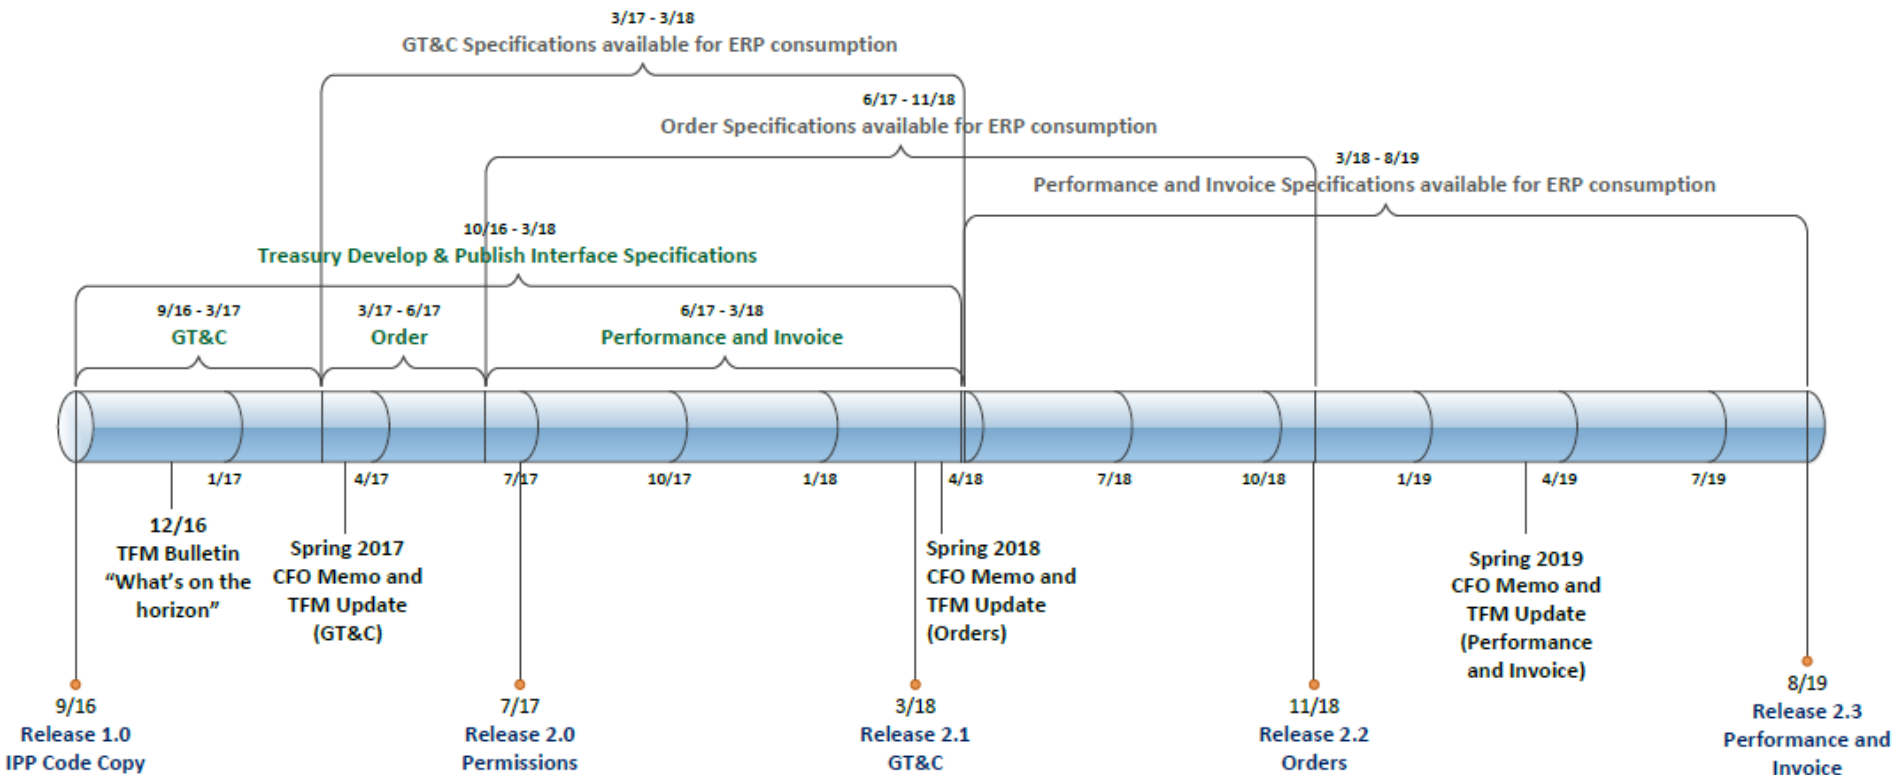 3/17 - 3/18
GT&C Specifications available for ERP consumption
6/17 - 11/18
Order Specifications available for ERP consumption
3/18 - 8/19
Performance and Invoice Specifications available for ERP consumption
10/16 - 3/18
Treasury Develop & Publish Interface Specifications
9/16 - 3/17
GT&C
3/17 - 6/17
Order
6/17 - 3/18
Performance and Invoice
1/17
4/17
7/17
10/17
1/18
4/18
7/18
10/18
1/19
4/19
7/19
12/16
TFM Bulletin
“What’s on the
horizon”
Spring 2017
CFO Memo and
TFM Update
(GT&C)
Spring 2018
CFO Memo and
TFM Update
(Orders)
Spring 2019
CFO Memo and
TFM Update
(Performance
and Invoice)
9/16
Release 1.0
IPP Code Copy
7/17
Release 2.0
Permissions
3/18
Release 2.1
GT&C
11/18
Release 2.2
Orders
8/19
Release 2.3
Performance and
Invoice